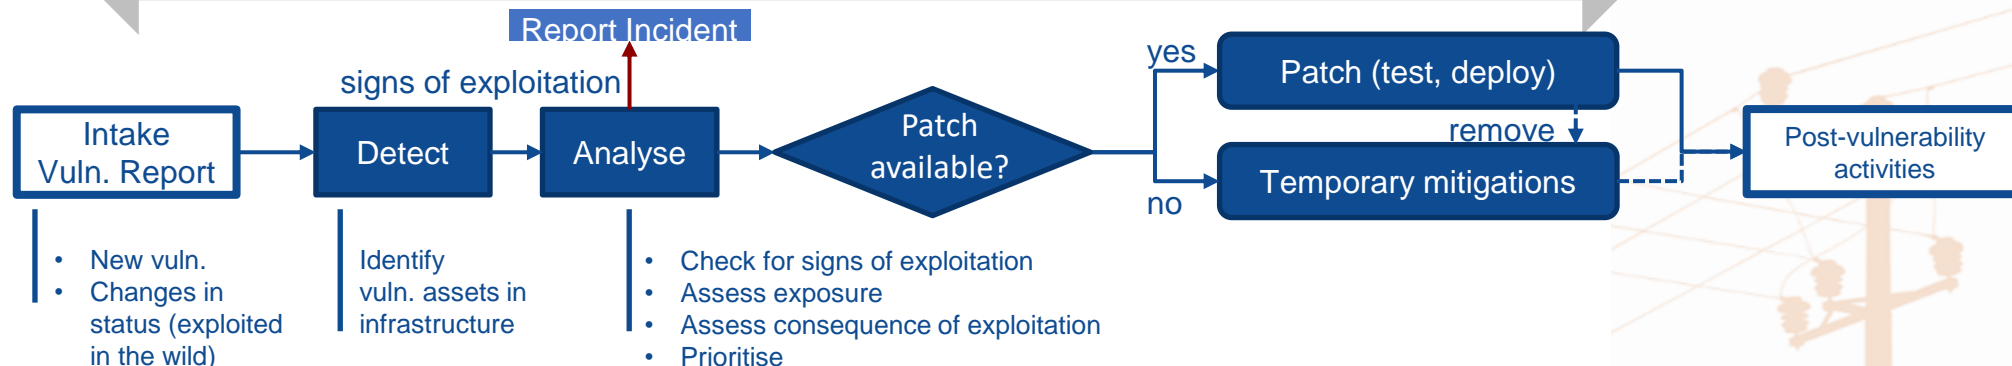 Report Incident
signs of exploitation
Intake
Vuln. Report
Detect
Analyse
Patch
available?
yes
no
Patch (test, deploy)
remove
Temporary mitigations
Post-vulnerability
activities
• New vuln.
• Changes in
status (exploited
in the wild)
Identify
vuln. assets in
infrastructure
• Check for signs of exploitation
• Assess exposure
• Assess consequence of exploitation
• Prioritise